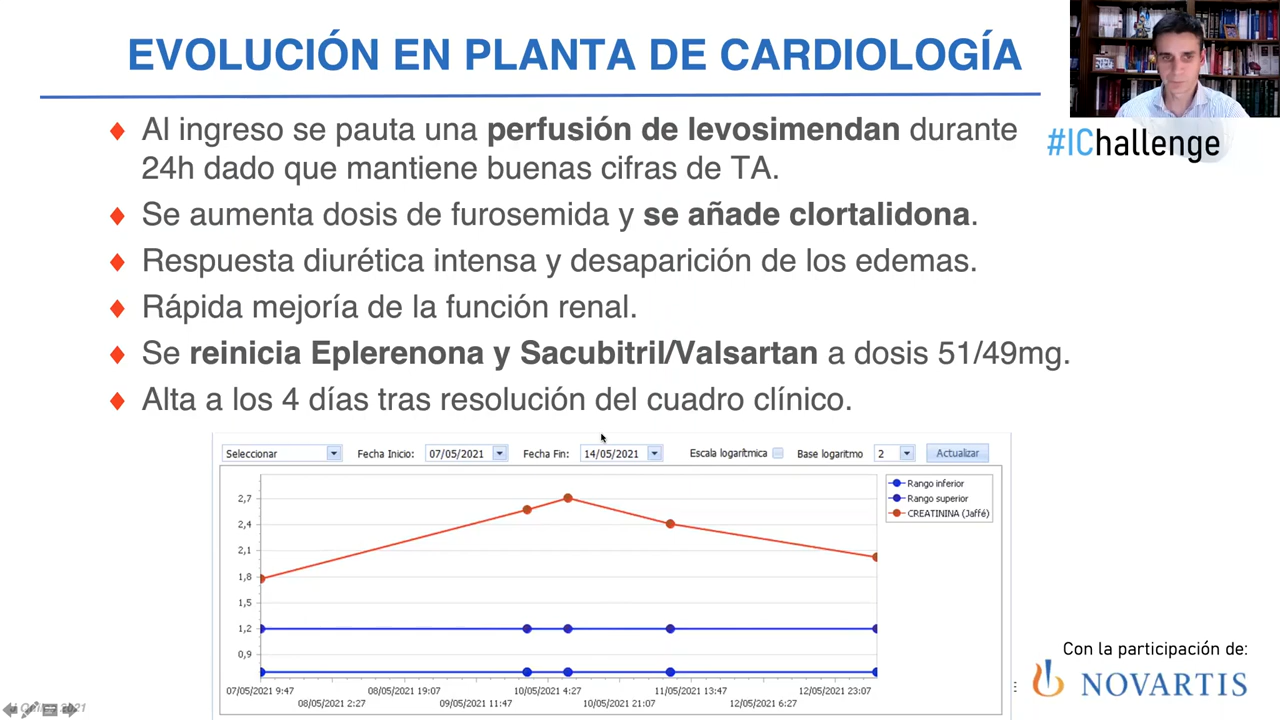 EVOLUCIÓN EN PLANTA DE CARDIOLOGÍA
#IChallenge
Al ingreso se pauta una perfusión de levosimendan durante
24h dado que mantiene buenas cifras de TA.
Se aumenta dosis de furosemida y se añade clortalidona.
Respuesta diurética intensa y desaparición de los edemas.
Rápida mejoría de la función renal.
Se reinicia Eplerenona y Sacubitril/Valsartan a dosis 51/49mg.
Alta a los 4 días tras resolución del cuadro clínico.
Seleccionar Fecha Inicio: 07/05/2021 Fecha Fin: 14/05/2021 Escala logarítmica Base logaritmo 2 Actualizar
Rango inferior
Rango superior
CREATININA (Jaffé)
2,7
2,4
2,1
1,8
1,5
1,2
0,9
07/05/2021 9:47 08/05/2021 19:07 10/05/2021 4:27 11/05/2021 13:47 12/05/2021 23:07
08/05/2021 2:27 09/05/2021 11:47 10/05/2021 21:07 12/05/2021 6:27
Con la participación de:
NOVARTIS
2021